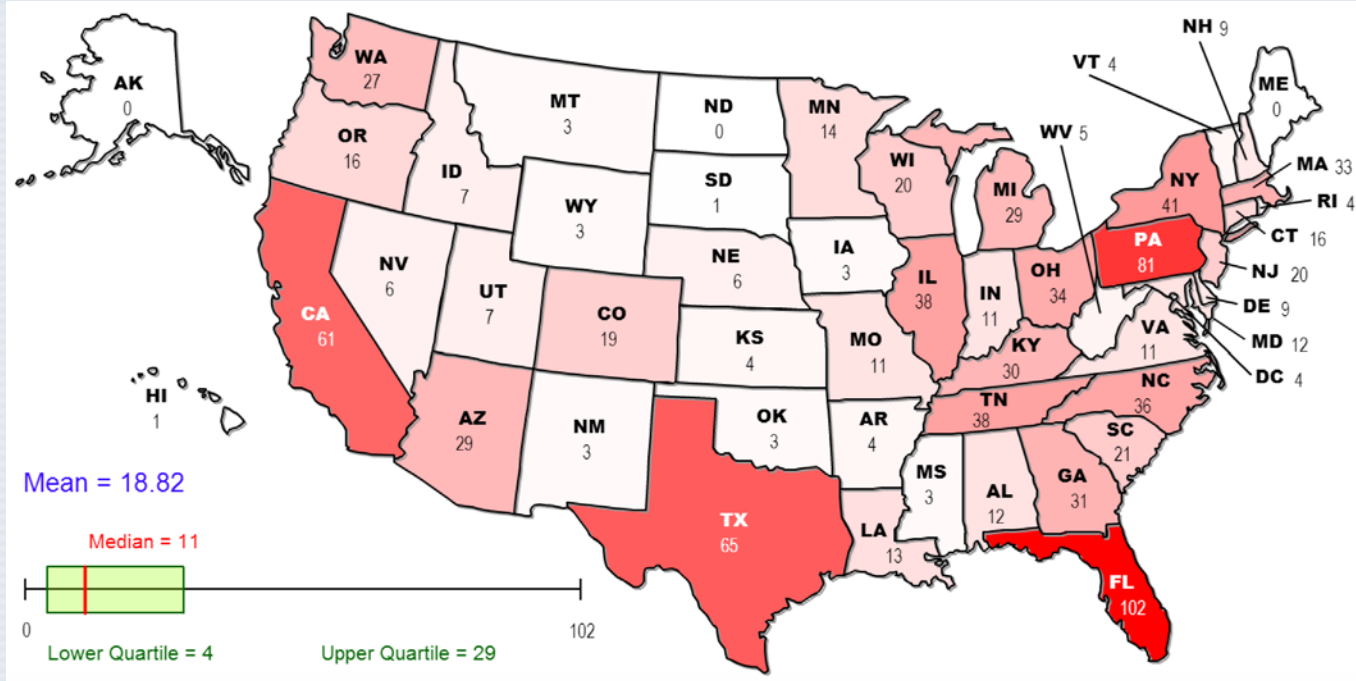 NH 9
VT 4
ME
0
AK
0
WA
27
MT
3
ND
0
MN
14
OR
16
ID
7
WY
3
SD
1
WI
20
MI
29
WV 5
NY
41
MA 33
RI 4
CT 16
PA
81
NJ 20
DE 9
MD 12
DC 4
NV
6
UT
7
CO
19
NE
6
IA
3
IL
38
IN
11
OH
34
CA
61
KS
4
MO
11
KY
30
VA
11
HI
1
AZ
29
NM
3
OK
3
AR
4
TN
38
NC
36
SC
21
MS
3
AL
12
GA
31
TX
65
LA
13
FL
102
Mean = 18.82
Median = 11
0
102
Lower Quartile = 4
Upper Quartile = 29